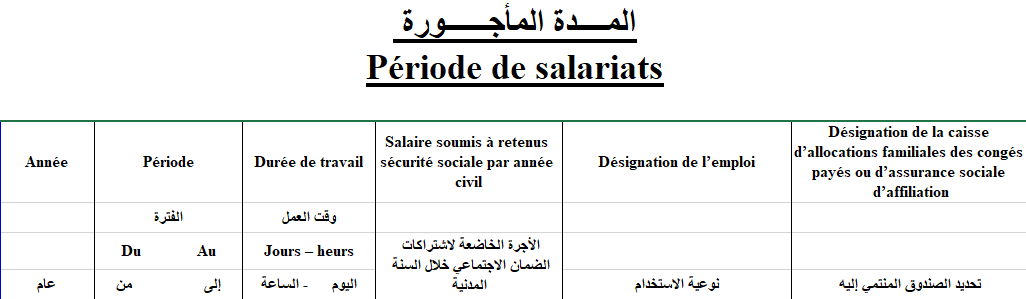 المـــدة المأجـــــورة
Période de salariats
Année
Période
Durée de travail
Salaire soumis à retenus
sécurité sociale par année
civil
Désignation de l’emploi
Désignation de la caisse
d’allocations familiales des congés
payés ou d’assurance sociale
d’affiliation
الفترة
وقت العمل
Du Au
Jours – heurs
الأجرة الخاضعة لاشتراكات
الضمان الاجتماعي خلال السنة
المدنية
عام
من إلى
اليوم - الساعة
نوعية الاستخدام
تحديد الصندوق المنتمي إليه